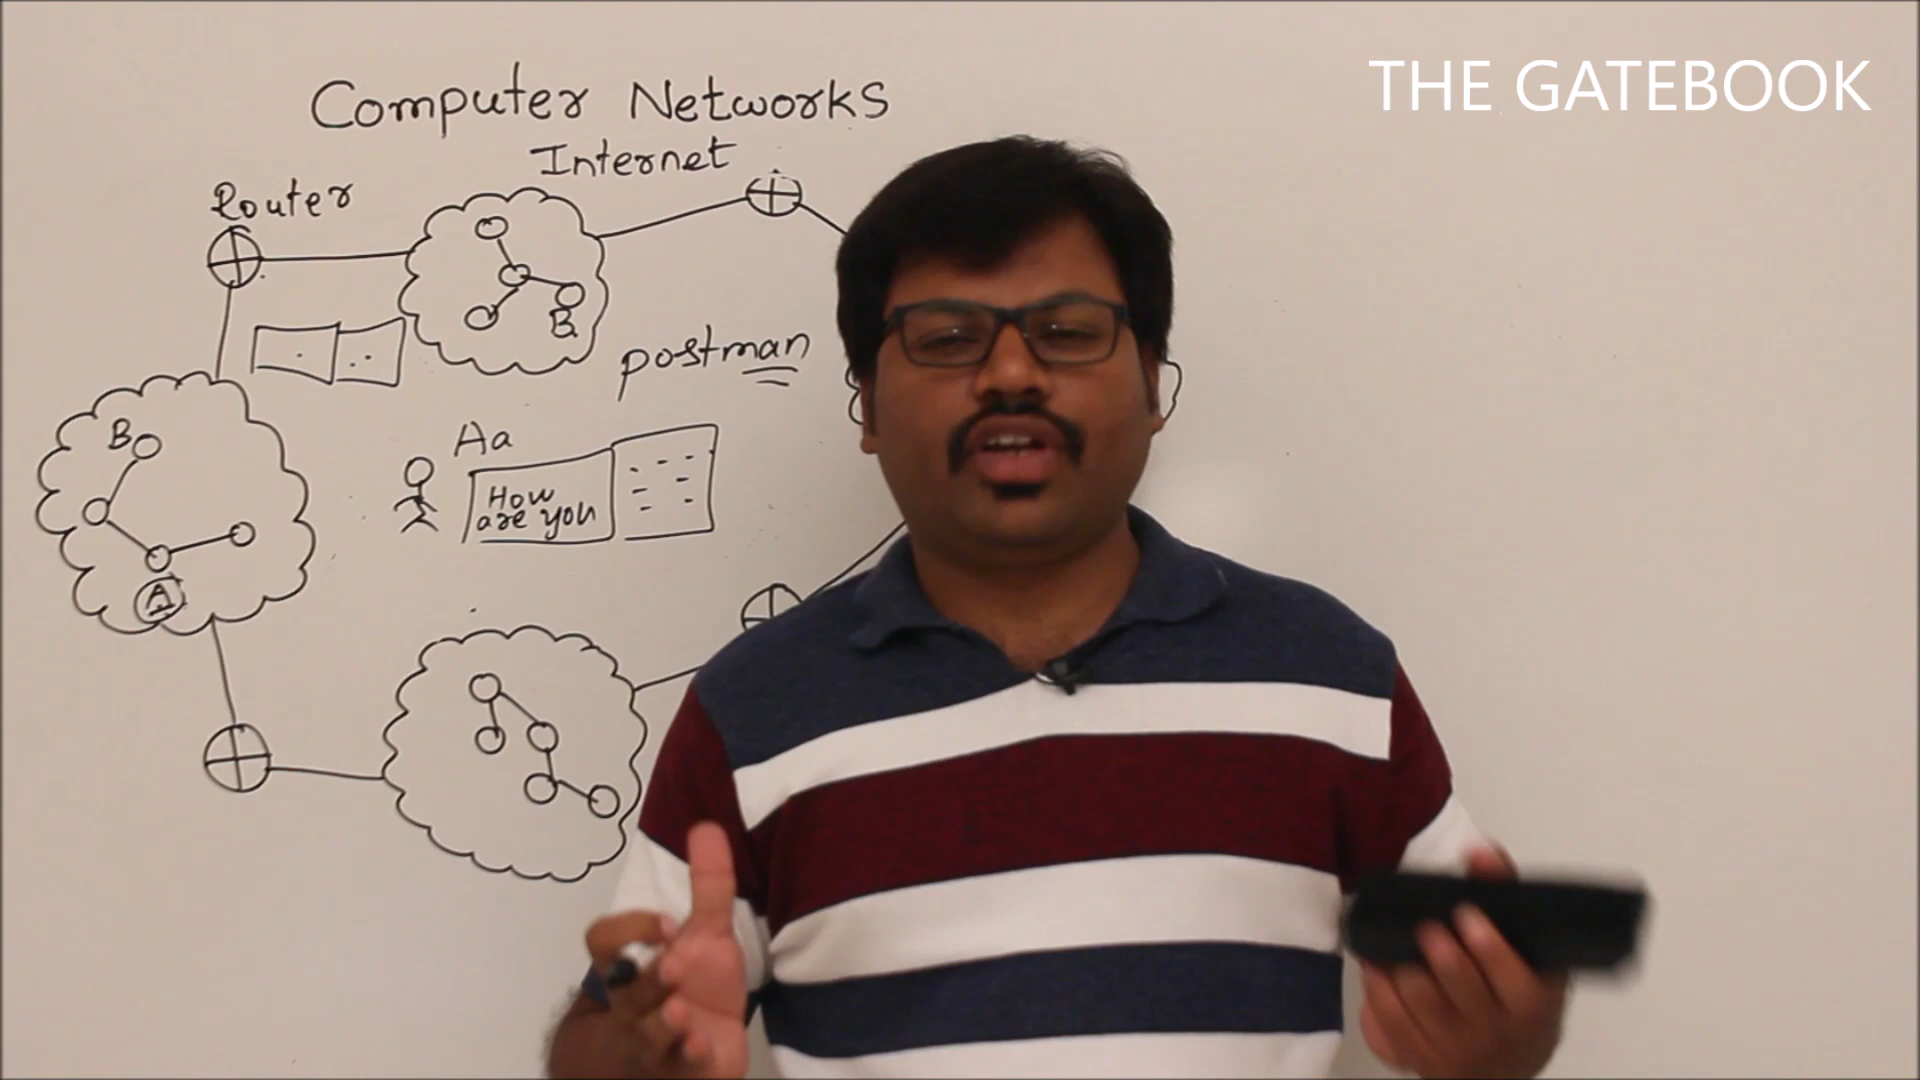 THE GATEBOOK
Computer Networks
Internet
Router
B
postman
B
Aa
How
are you
A